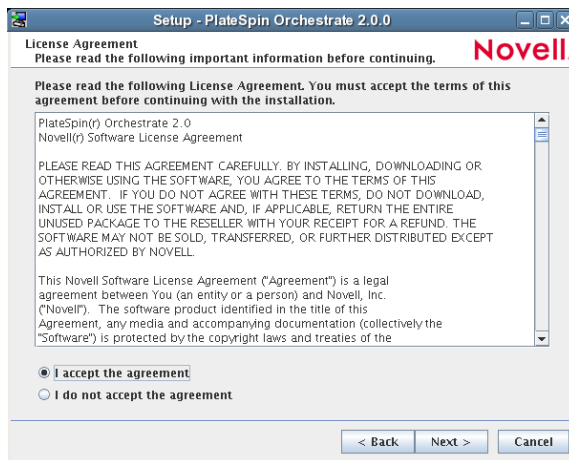 Setup - PlateSpin Orchestrate 2.0.0
License Agreement
Please read the following important information before continuing.
Novell.
Please read the following License Agreement. You must accept the terms of this
agreement before continuing with the installation.
PlateSpin(r) Orchestrate 2.0
Novell(r) Software License Agreement
PLEASE READ THIS AGREEMENT CAREFULLY. BY INSTALLING, DOWNLOADING OR
OTHERWISE USING THE SOFTWARE, YOU AGREE TO THE TERMS OF THIS
AGREEMENT. IF YOU DO NOT AGREE WITH THESE TERMS, DO NOT DOWNLOAD,
INSTALL OR USE THE SOFTWARE AND, IF APPLICABLE, RETURN THE ENTIRE
UNUSED PACKAGE TO THE RESELLER WITH YOUR RECEIPT FOR A REFUND. THE
SOFTWARE MAY NOT BE SOLD, TRANSFERRED, OR FURTHER DISTRIBUTED EXCEPT
AS AUTHORIZED BY NOVELL.
This Novell Software License Agreement ("Agreement") is a legal
agreement between You (an entity or a person) and Novell, Inc.
("Novell"). The software product identified in the title of this
Agreement, any media and accompanying documentation (collectively the
"Software") is protected by the copyright laws and treaties of the
I accept the agreement
I do not accept the agreement
< Back
Next >
Cancel